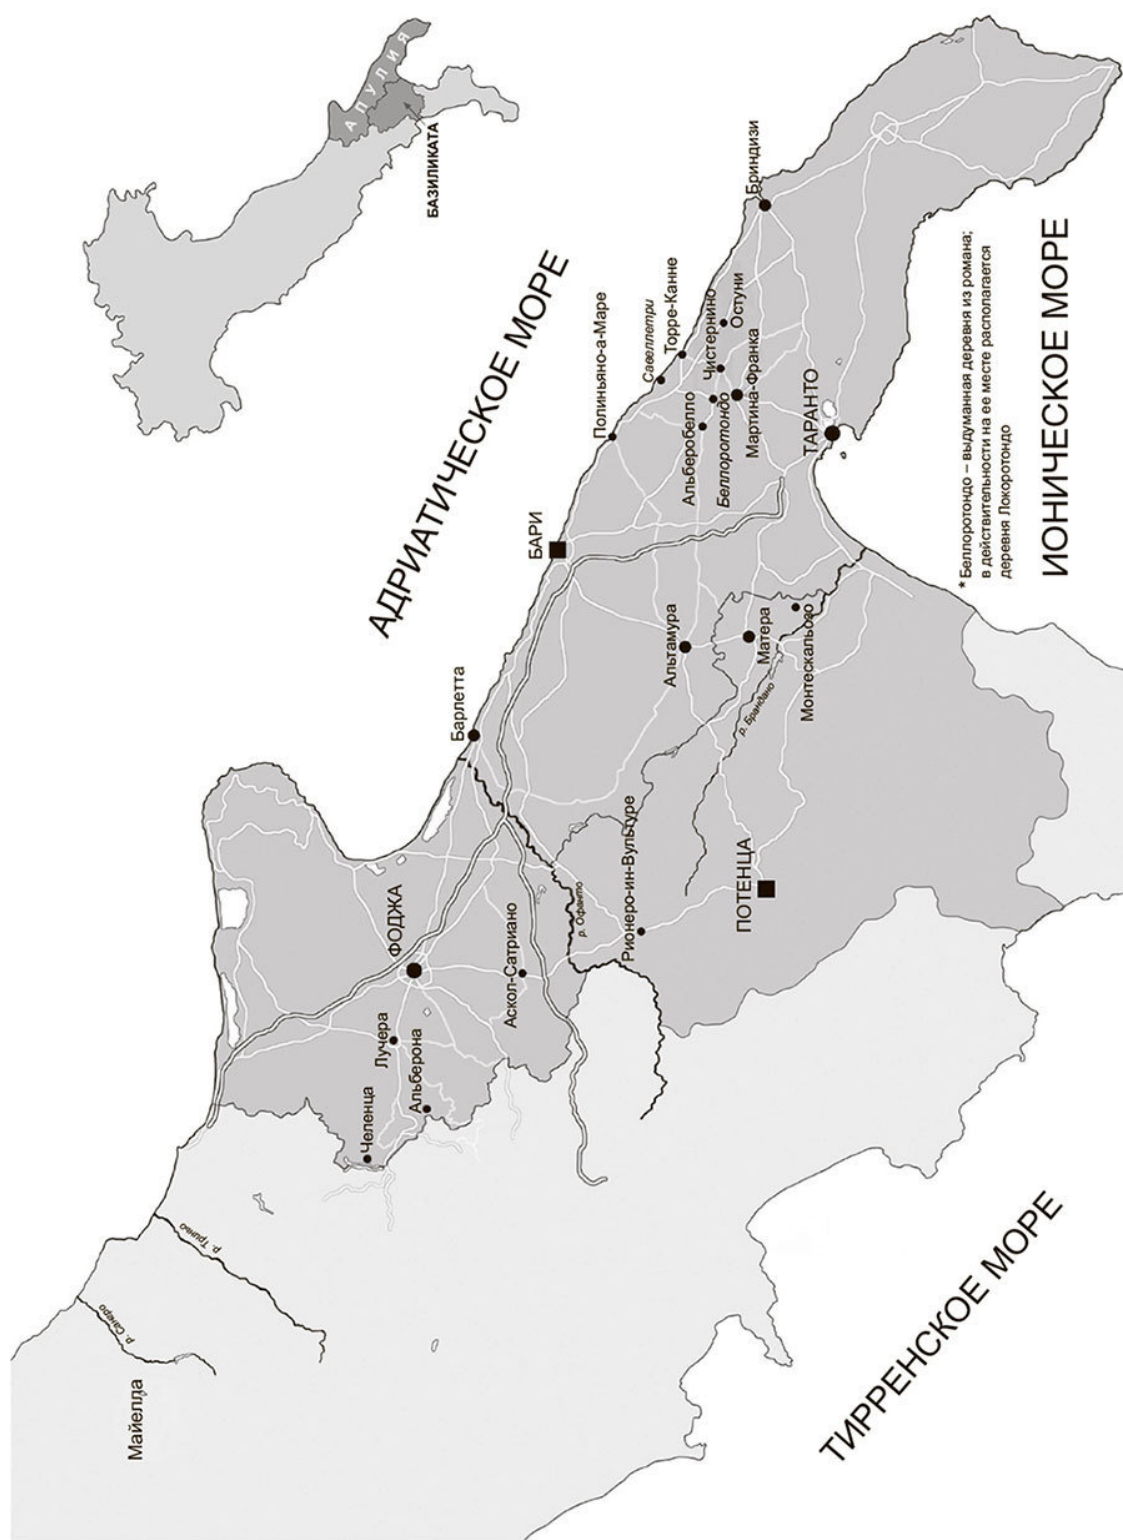 АПУЛИЯ
БАЗИЛИКАТА
АДРИАТИЧЕСКОЕ МОРЕ
Майелла
р. Сангро
р. Триньо
Челенца
Лучера
Альберона
ФОДЖА
Аскол-Сатриано
р. Офанто
Барлетта
Рионеро-ин-Вультуре
ПОТЕНЦА
БАРИ
Альтамура
Матера
р. Брандано
Монтескальозо
Полиньяно-а-Маре
Савеллетри
Торре-Канне
Альберобелло
Беллоротондо
Чистернино
Остуни
Мартина-Франка
ТАРАНТО
Бриндизи
* Беллоротондо – выдуманная деревня из романа;
в действительности на ее месте располагается
деревня Локоротондо
ИОНИЧЕСКОЕ МОРЕ
ТИРРЕНСКОЕ МОРЕ